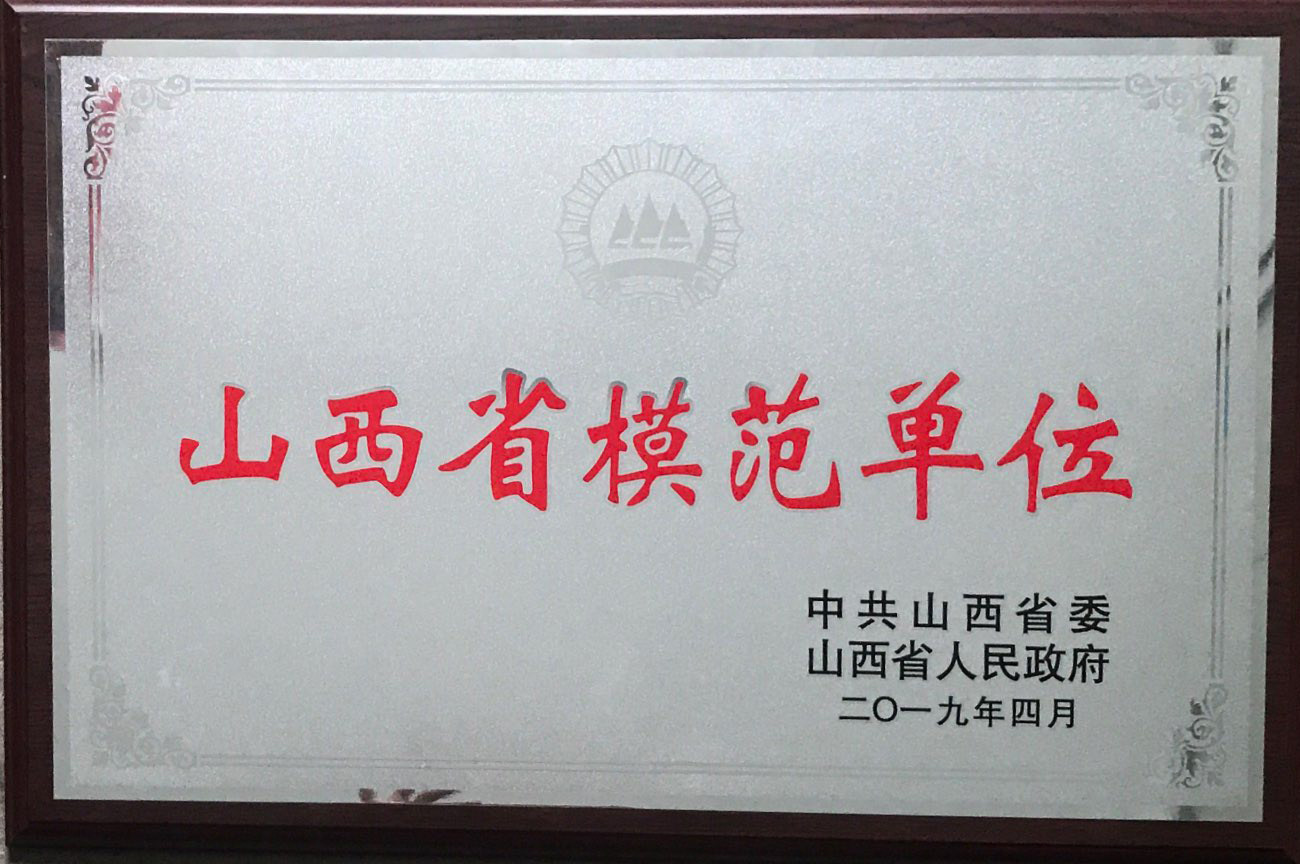 山西省模范单位
中共山西省委
山西省人民政府
二〇一九年四月